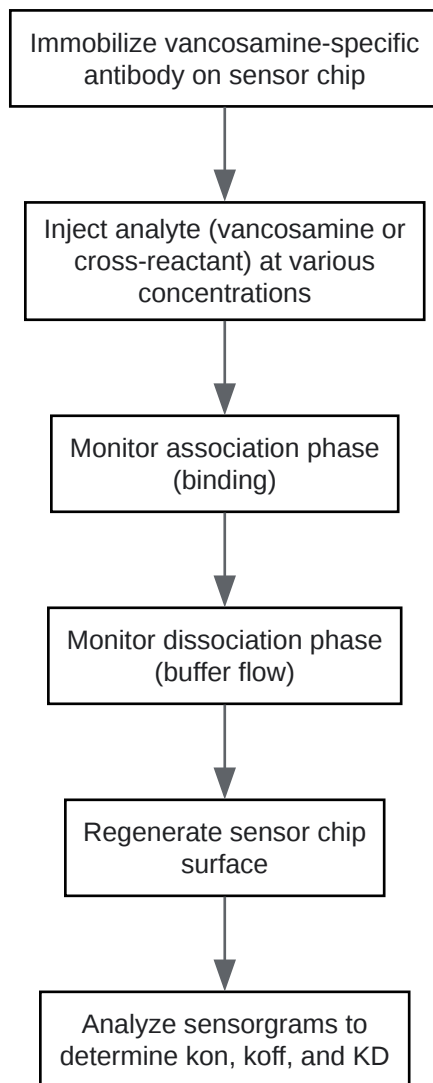 Immobilize vancosamine-specific
antibody on sensor chip
Inject analyte (vancosamine or
cross-reactant) at various
concentrations
Monitor association phase
(binding)
Monitor dissociation phase
(buffer flow)
Regenerate sensor chip
surface
Analyze sensorgrams to
determine kon, koff, and KD